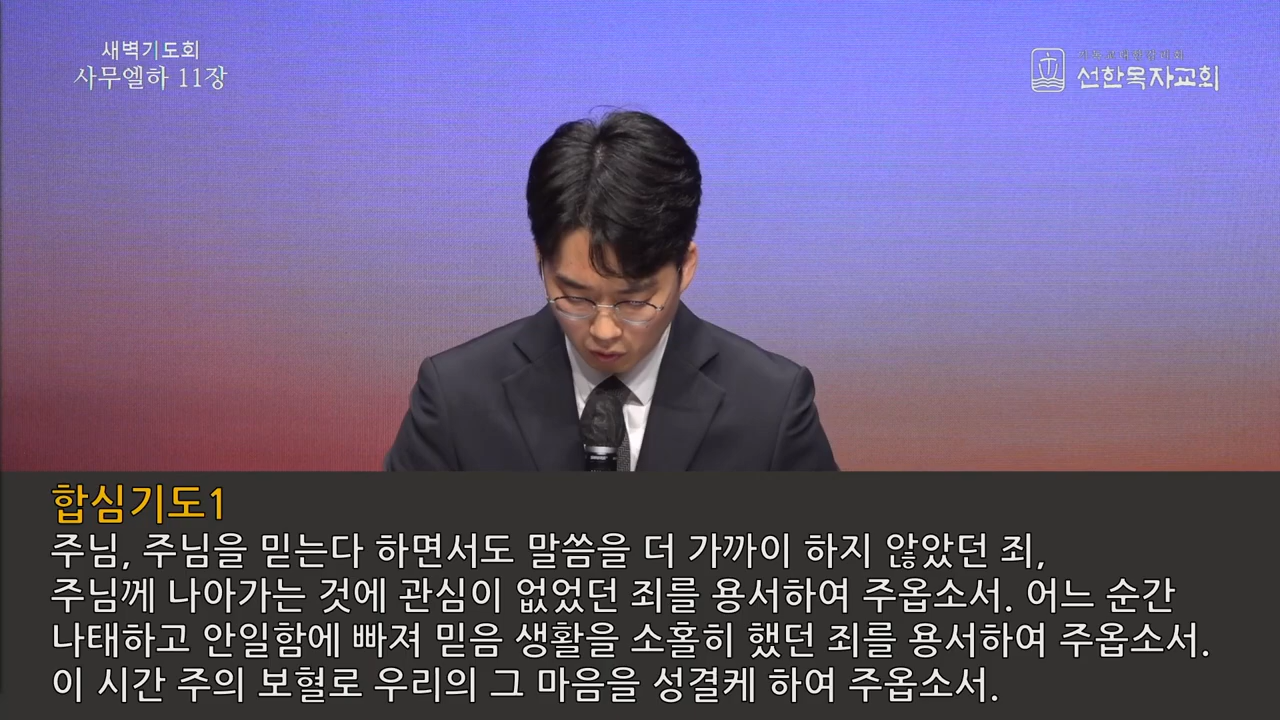 새벽기도회
사무엘하 11장
선한목자교회
합심기도1
주님, 주님을 믿는다 하면서도 말씀을 더 가까이 하지 않았던 죄,
주님께 나아가는 것에 관심이 없었던 죄를 용서하여 주옵소서. 어느 순간
나태하고 안일함에 빠져 믿음 생활을 소홀히 했던 죄를 용서하여 주옵소서.
이 시간 주의 보혈로 우리의 그 마음을 성결케 하여 주옵소서.